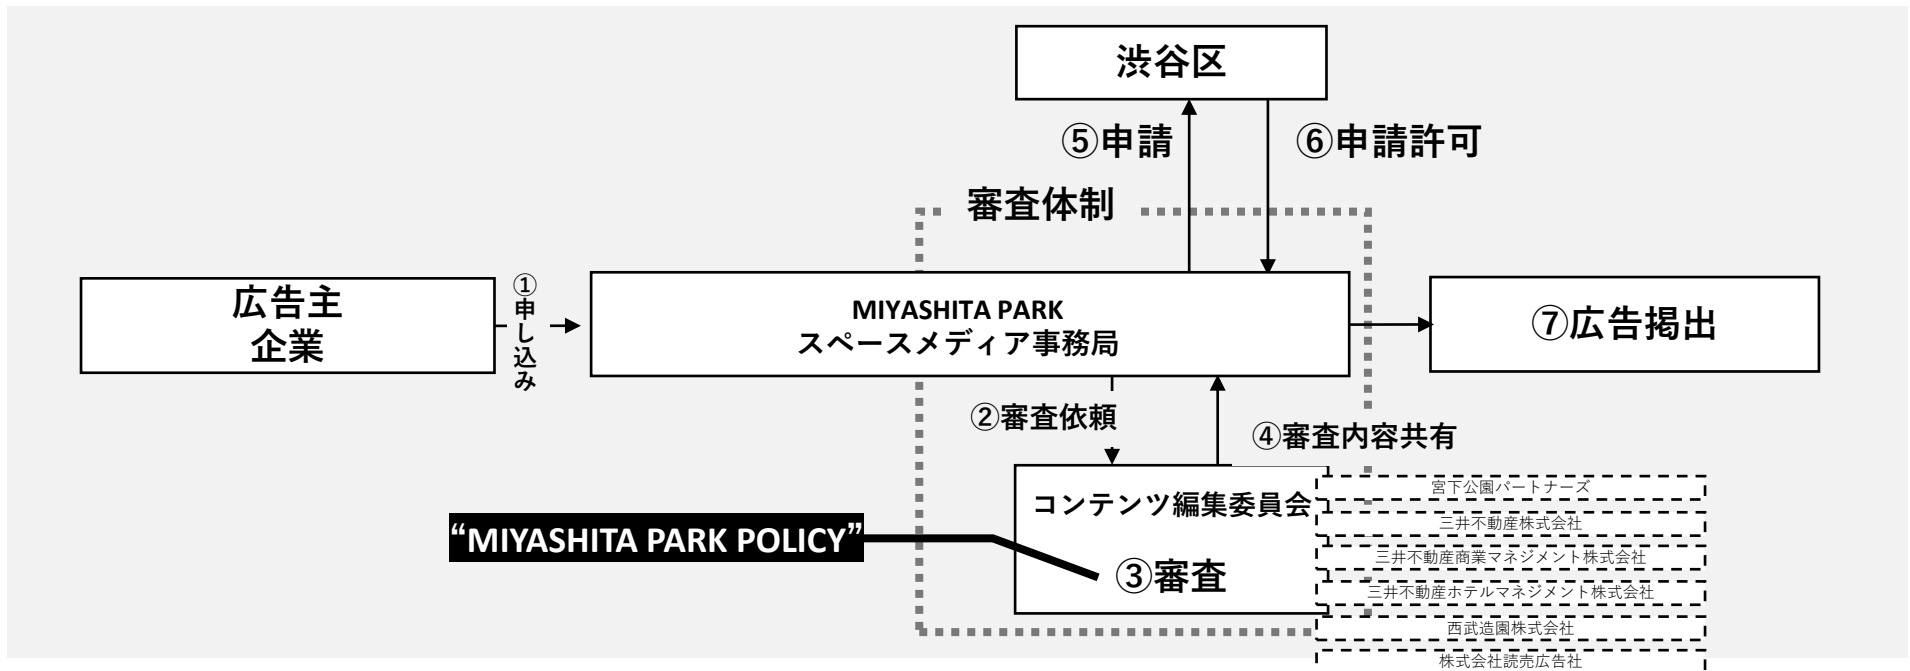 渋谷区
⑤申請
⑥申請許可
審査体制
広告主
企業
①申し込み
MIYASHITA PARK
スペースメディア事務局
⑦広告掲出
②審査依頼
④審査内容共有
コンテンツ編集委員会
“MIYASHITA PARK POLICY”
③審査
宮下公園パートナーズ
三井不動産株式会社
三井不動産商業マネジメント株式会社
三井不動産ホテルマネジメント株式会社
西武造園株式会社
株式会社読売広告社